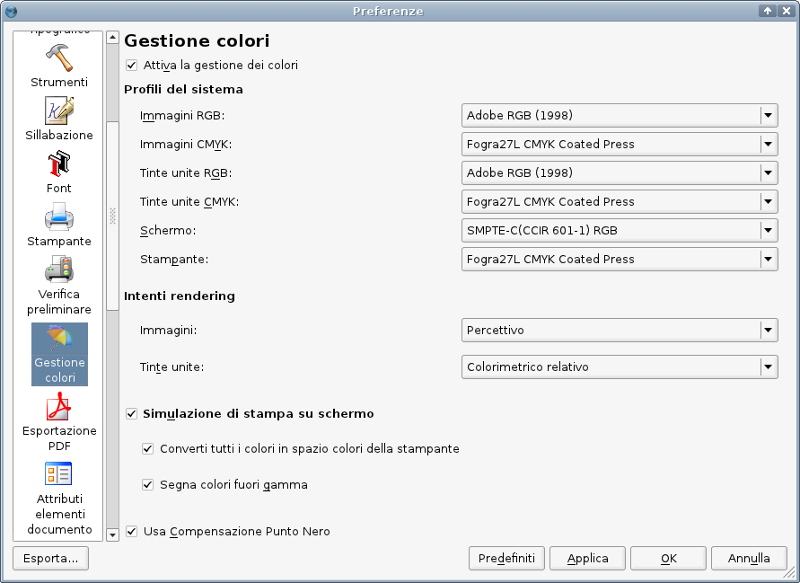 Preferenze
Tipografico
Strumenti
Sillabazione
Font
Stampante
Verifica
preliminare
Gestione
colori
Esportazione
PDF
Attributi
elementi
documento
Gestione colori
Attiva la gestione dei colori
Profili del sistema
Immagini RGB: Adobe RGB (1998)
Immagini CMYK: Fogra27L CMYK Coated Press
Tinte unite RGB: Adobe RGB (1998)
Tinte unite CMYK: Fogra27L CMYK Coated Press
Schermo: SMPTE-C(CCIR 601-1) RGB
Stampante: Fogra27L CMYK Coated Press
Intenti rendering
Immagini: Percettivo
Tinte unite: Colorimetrico relativo
Simulazione di stampa su schermo
Converti tutti i colori in spazio colori della stampante
Segna colori fuori gamma
Usa Compensazione Punto Nero
Esporta... Predefiniti Applica OK Annulla